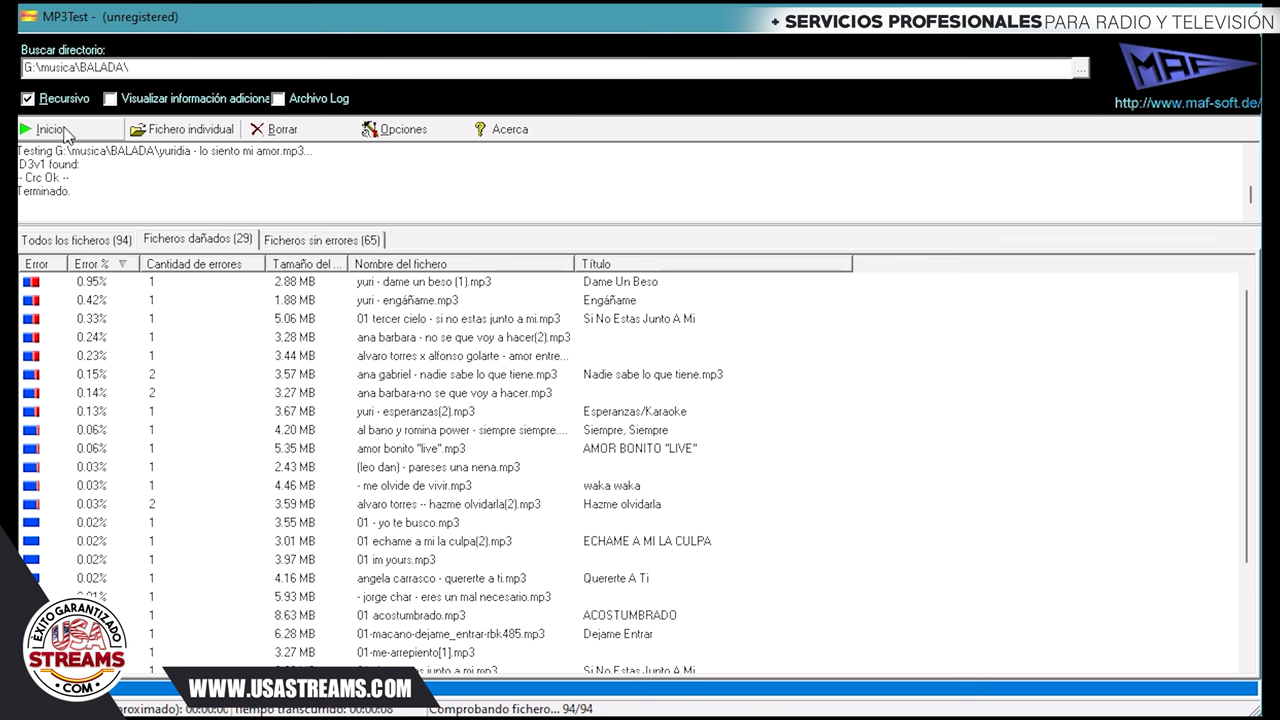 MP3Test - (unregistered)
+ SERVICIOS PROFESIONALES PARA RADIO Y TELEVISIÓN
Buscar directorio:
G:\musica\BALADA\
...
MAF
Recursivo Visualizar información adiciona Archivo Log
http://www.maf-soft.de/
Inicio Fichero individual Borrar Opciones Acerca
Testing G:\musica\BALADA\yuridia - lo siento mi amor.mp3...
D3v1 found:
-- Crc Ok --
Terminado.
Todos los ficheros (94) Ficheros dañados (29) Ficheros sin errores (65)
Error Error % Cantidad de errores Tamaño del ... Nombre del fichero Título
0.95% 1 2.88 MB yuri - dame un beso (1).mp3 Dame Un Beso
0.42% 1 1.88 MB yuri - engáñame.mp3 Engáñame
0.33% 1 5.06 MB 01 tercer cielo - si no estas junto a mi.mp3 Si No Estas Junto A Mi
0.24% 1 3.28 MB ana barbara - no se que voy a hacer(2).mp3
0.23% 1 3.44 MB alvaro torres x alfonso golarte - amor entre...
0.15% 2 3.57 MB ana gabriel - nadie sabe lo que tiene.mp3 Nadie sabe lo que tiene.mp3
0.14% 2 3.27 MB ana barbara-no se que voy a hacer.mp3
0.13% 1 3.67 MB yuri - esperanzas(2).mp3 Esperanzas/Karaoke
0.06% 1 4.20 MB al bano y romina power - siempre siempre.... Siempre, Siempre
0.06% 1 5.35 MB amor bonito "live".mp3 AMOR BONITO "LIVE"
0.03% 1 2.43 MB (leo dan) - pareses una nena.mp3
0.03% 1 4.46 MB - me olvide de vivir.mp3 waka waka
0.03% 2 3.59 MB alvaro torres -- hazme olvidarla(2).mp3 Hazme olvidarla
0.02% 1 3.55 MB 01 - yo te busco.mp3
0.02% 1 3.01 MB 01 echame a mi la culpa(2).mp3 ECHAME A MI LA CULPA
0.02% 1 3.97 MB 01 im yours.mp3
0.02% 1 4.16 MB angela carrasco - quererte a ti.mp3 Quererte A Ti
1 5.93 MB - jorge char - eres un mal necesario.mp3
1 8.63 MB 01 acostumbrado.mp3 ACOSTUMBRADO
1 6.28 MB 01-macano-dejame_entrar-rbk485.mp3 Dejame Entrar
1 3.27 MB 01-me-arrepiento[1].mp3
junto a mi.mp3 Si No Estas Junto A Mi
ÉXITO GARANTIZADO
USA
STREAMS
.COM
WWW.USASTREAMS.COM
oximado): 00:00:00 Tiempo transcurrido: 00:00:08 Comprobando fichero... 94/94